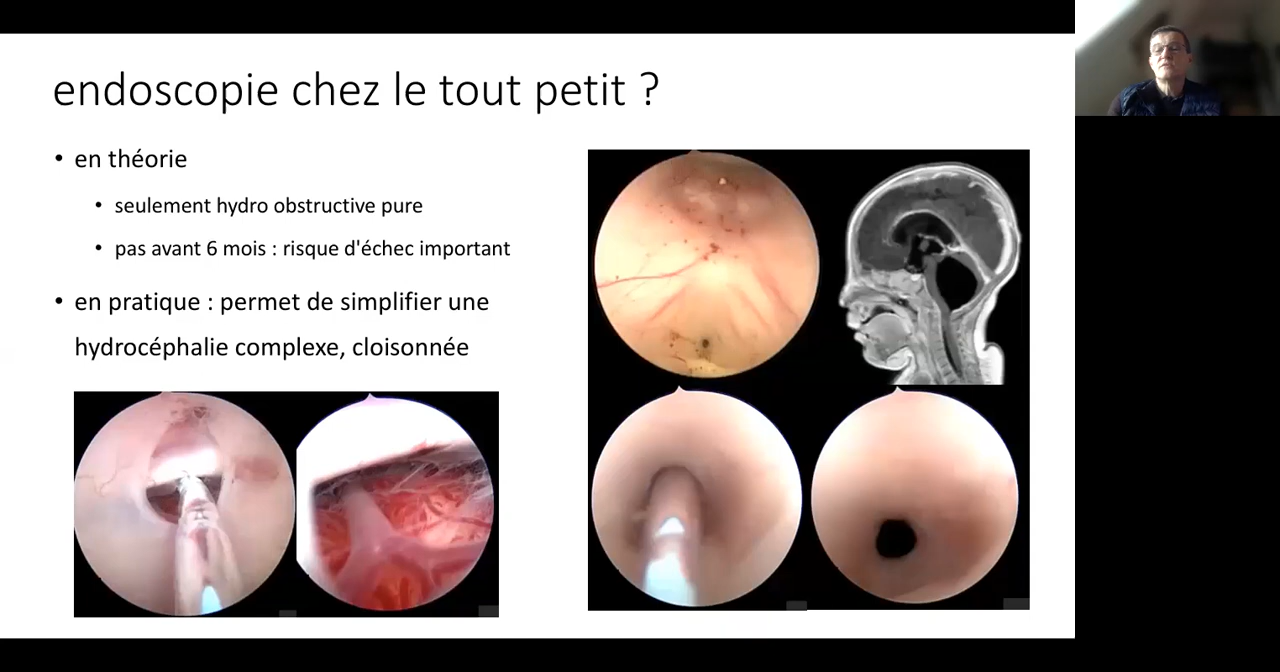 endoscopie chez le tout petit ?
• en théorie
• seulement hydro obstructive pure
• pas avant 6 mois : risque d'échec important
• en pratique : permet de simplifier une
hydrocéphalie complexe, cloisonnée